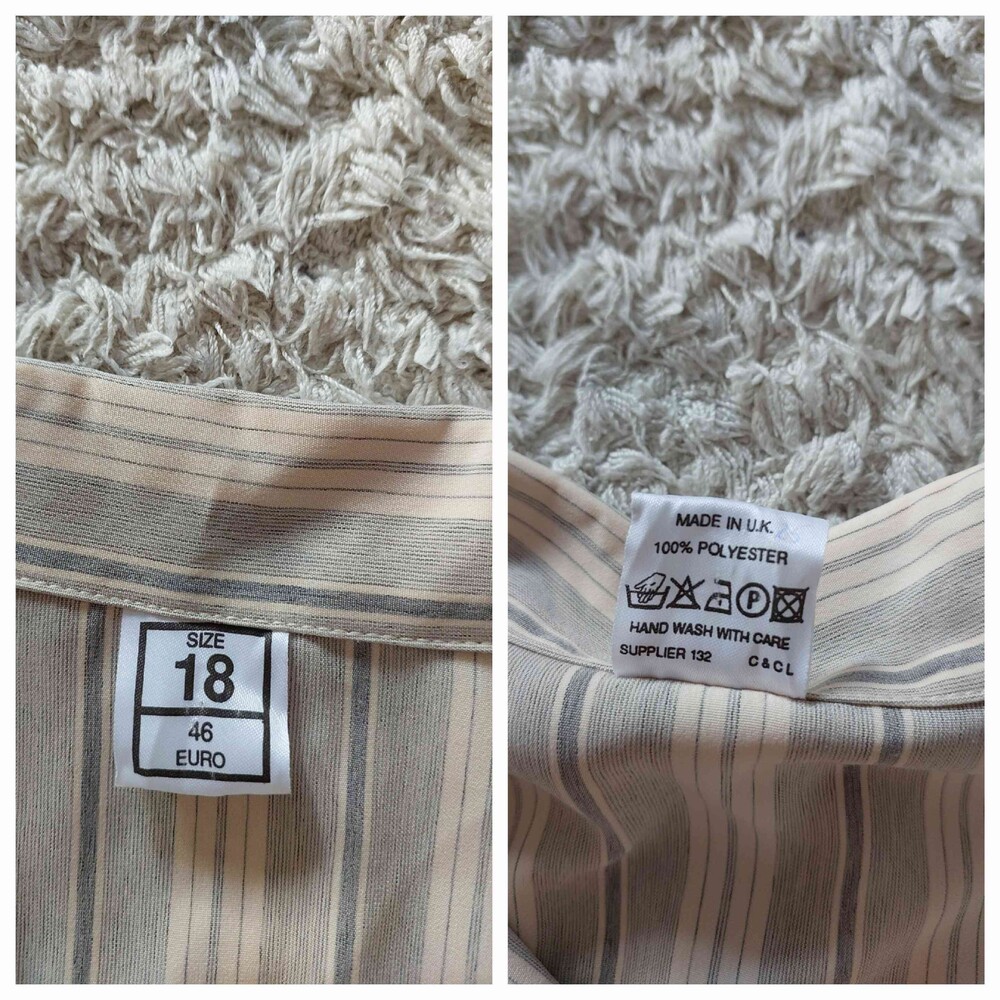 SIZE
18
46
EURO
MADE IN U.K.
100% POLYESTER
P
HAND WASH WITH CARE
SUPPLIER 132 C & C L